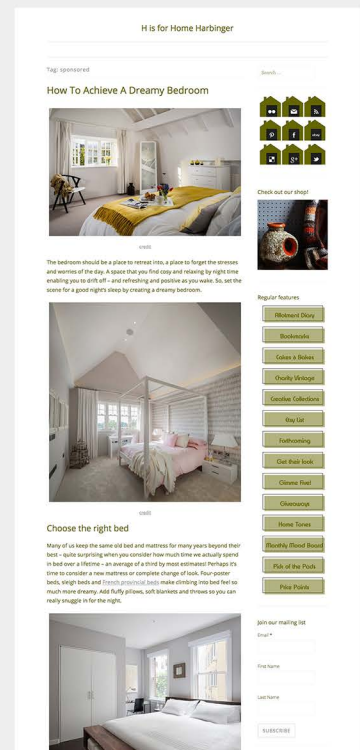 H is for Home Harbinger
Tag: sponsored
How To Achieve A Dreamy Bedroom
credit
The bedroom should be a place to retreat into, a place to forget the stresses
and worries of the day. A space that you find cosy and relaxing by night time
enabling you to drift off – and refreshing and positive as you wake. So, set the
scene for a good night's sleep by creating a dreamy bedroom.
credit
Choose the right bed
Many of us keep the same old bed and mattress for many years beyond their
best – quite surprising when you consider how much time we actually spend
in bed over a lifetime – an average of a third by most estimates! Perhaps it's
time to consider a new mattress or complete change of look. Four-poster
beds, sleigh beds and French provincial beds make climbing into bed feel so
much more dreamy. Add fluffy pillows, soft blankets and throws so you can
really snuggle in for the night.
Search …
Check out our shop!
Regular features
Allotment Diary
Bookmarks
Cakes & Bakes
Charity Vintage
Creative Collections
Day List
Forthcoming
Get their look
Gimme Five!
Giveaways
Home Tones
Monthly Mood Board
Pick of the Pads
Price Points
Join our mailing list
Email *
First Name
Last Name
SUBSCRIBE